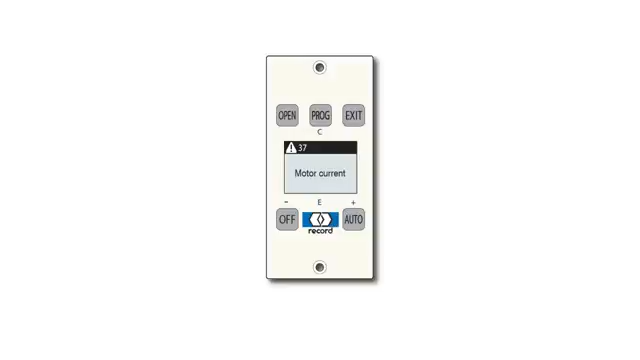 OPEN PROG EXIT
C
37
Motor current
- E +
OFF AUTO
record